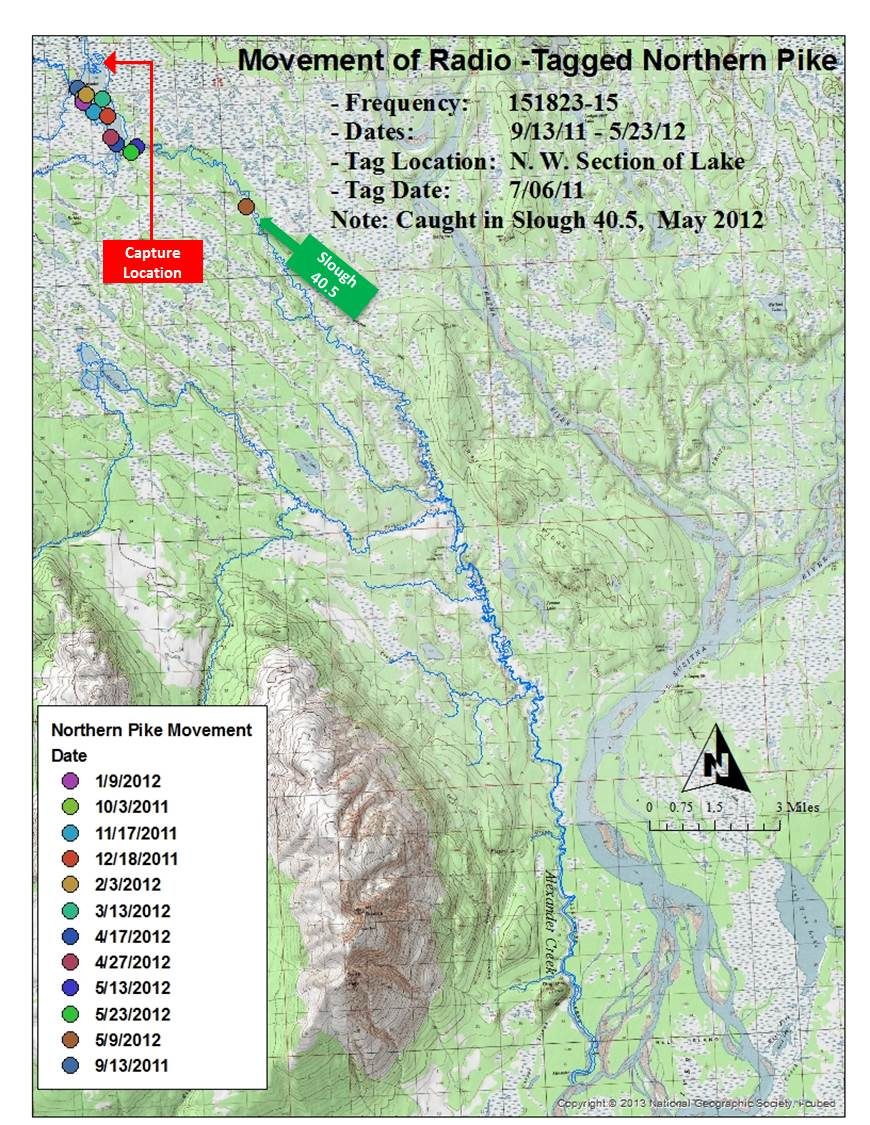 Movement of Radio -Tagged Northern Pike
- Frequency: 151823-15
- Dates: 9/13/11 - 5/23/12
- Tag Location: N. W. Section of Lake
- Tag Date: 7/06/11
Note: Caught in Slough 40.5, May 2012
Capture
Location
Slough
40.5
RIVER
SUSITNA
RIVER
N
0 0.75 1.5 3 Miles
Northern Pike Movement
Date
1/9/2012
10/3/2011
11/17/2011
12/18/2011
2/3/2012
3/13/2012
4/17/2012
4/27/2012
5/13/2012
5/23/2012
5/9/2012
9/13/2011
Alexander Creek
Copyright:© 2013 National Geographic Society, i-cubed